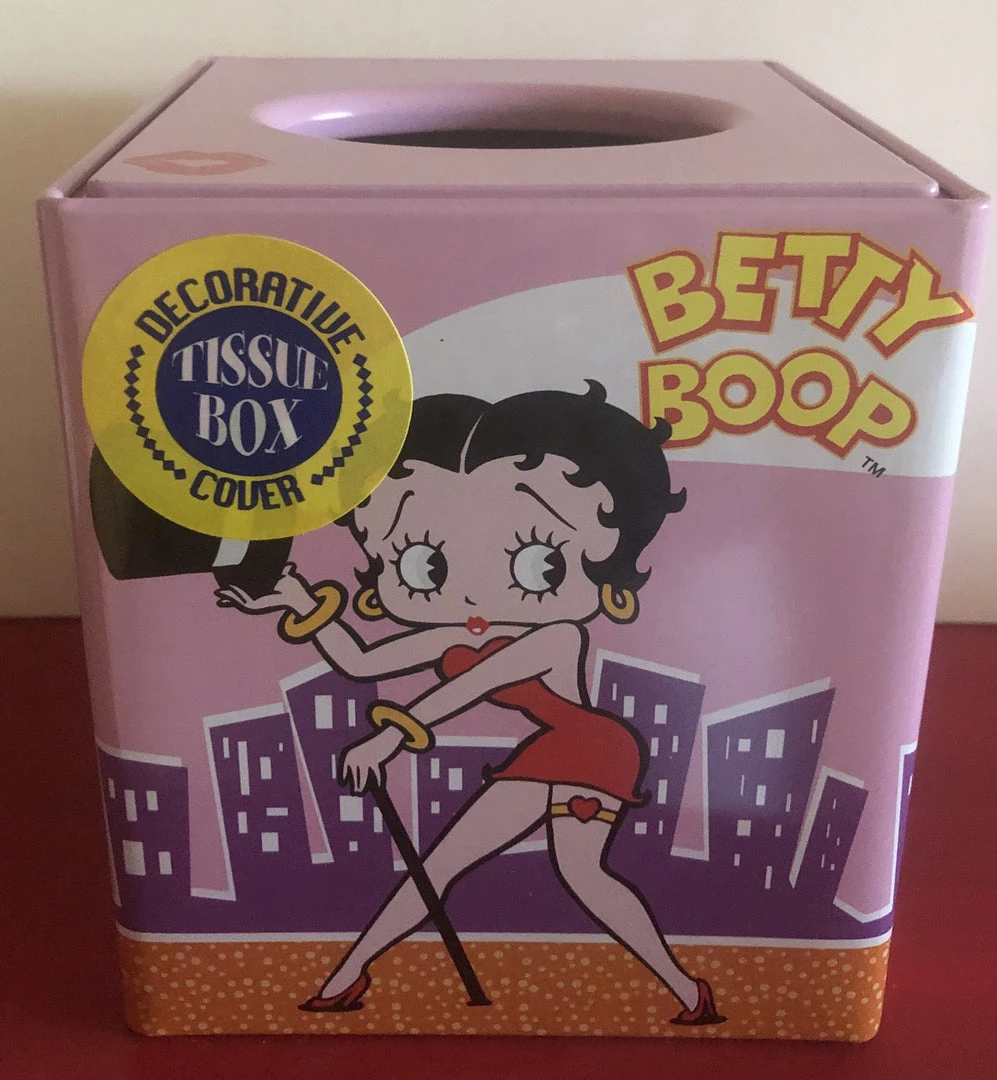 DECORATIVE
TISSUE
BOX
COVER
BETTY
BOOP
TM